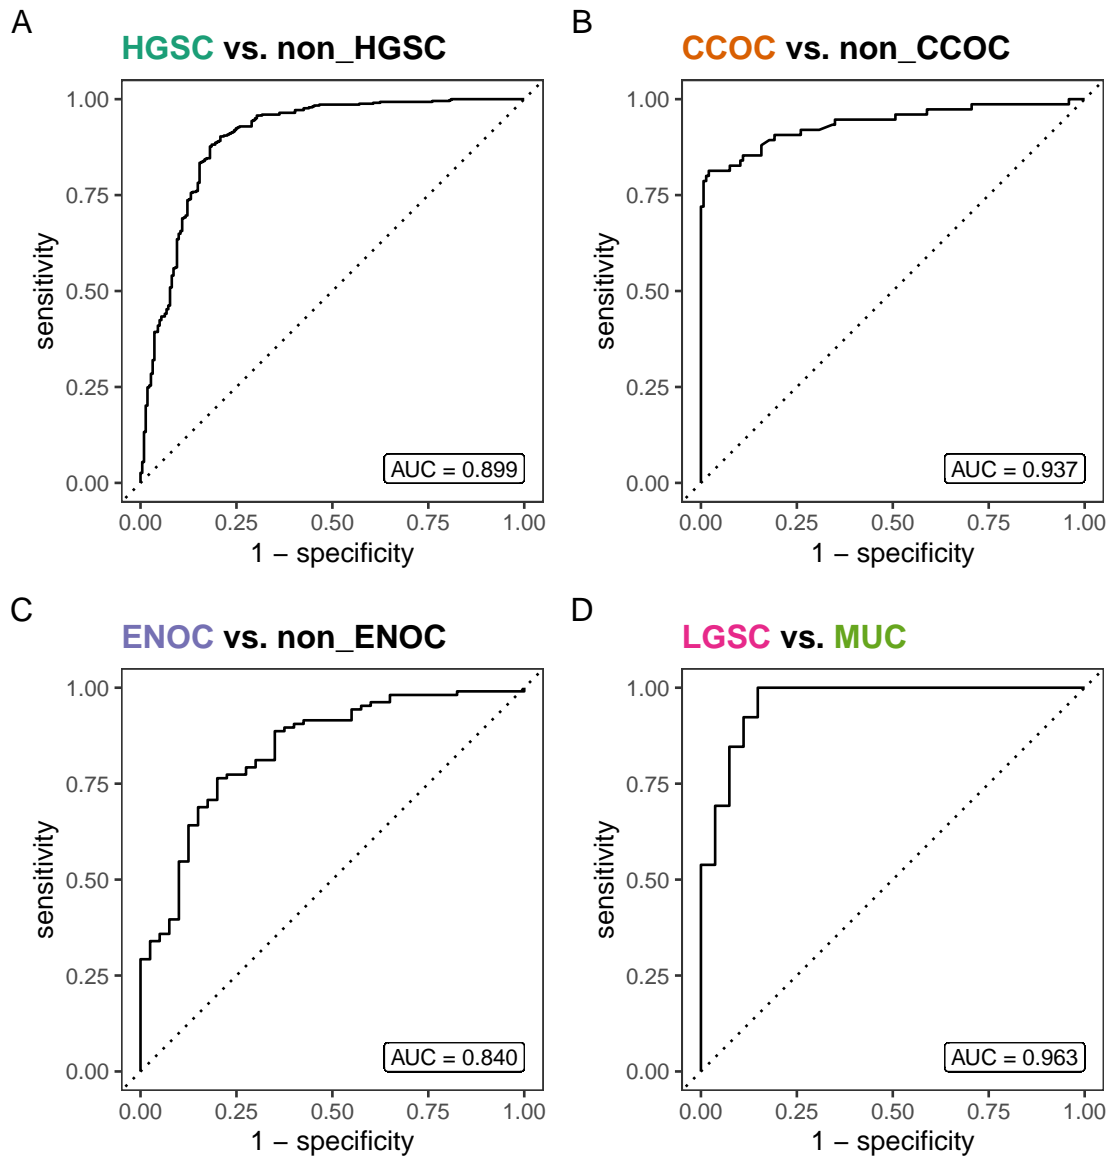 A
HGSC vs. non_HGSC
sensitivity
1.00
0.75
0.50
0.25
0.00
AUC = 0.899
0.00 0.25 0.50 0.75 1.00
1 − specificity
B
CCOC vs. non_CCOC
sensitivity
1.00
0.75
0.50
0.25
0.00
AUC = 0.937
0.00 0.25 0.50 0.75 1.00
1 − specificity
C
ENOC vs. non_ENOC
sensitivity
1.00
0.75
0.50
0.25
0.00
AUC = 0.840
0.00 0.25 0.50 0.75 1.00
1 − specificity
D
LGSC vs. MUC
sensitivity
1.00
0.75
0.50
0.25
0.00
AUC = 0.963
0.00 0.25 0.50 0.75 1.00
1 − specificity